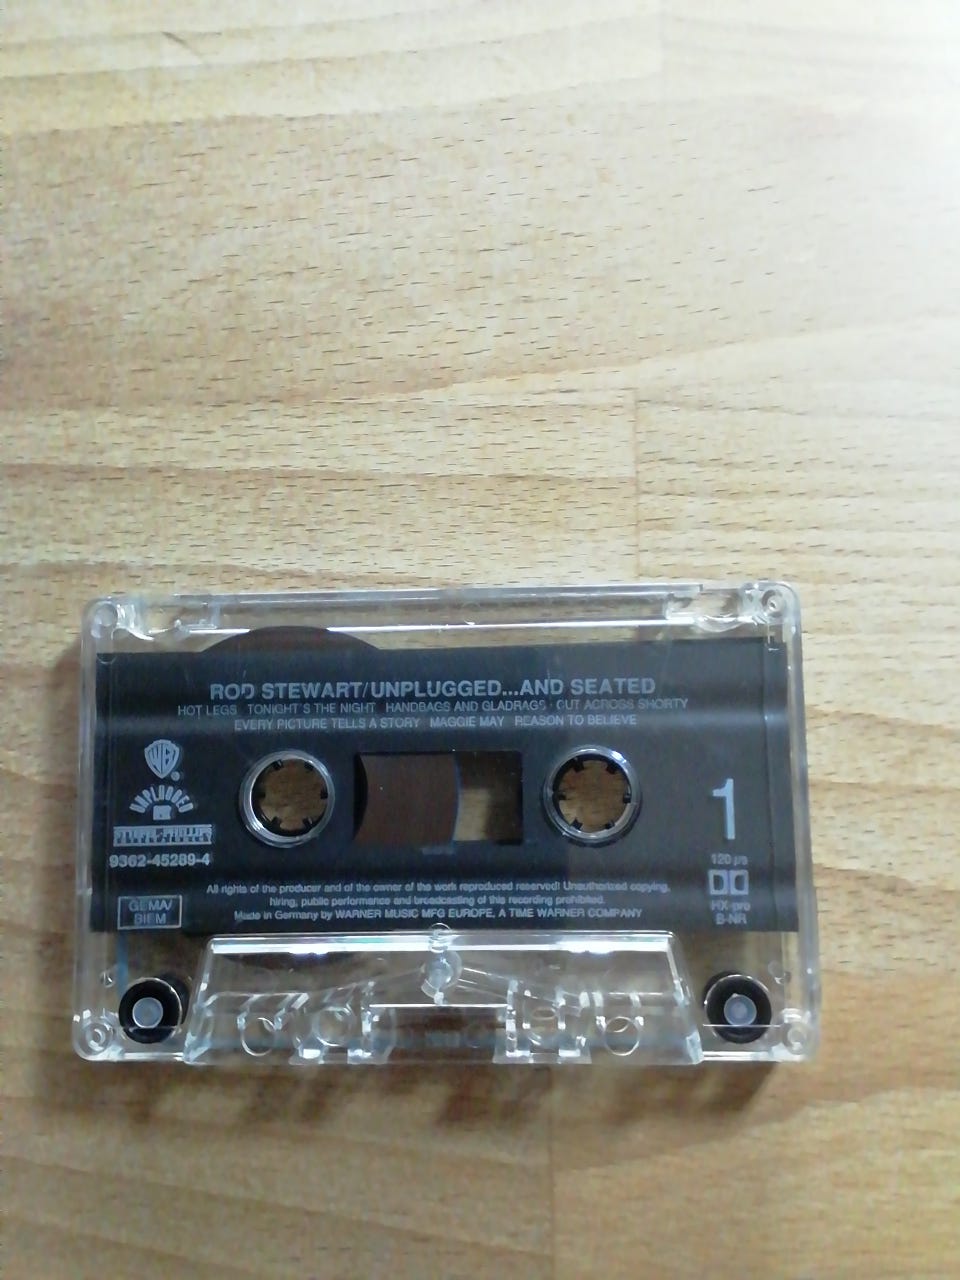 ROD STEWART/UNPLUGGED...AND SEATED
HOT LEGS · TONIGHT'S THE NIGHT · HANDBAGS AND GLADRAGS · CUT ACROSS SHORTY
EVERY PICTURE TELLS A STORY · MAGGIE MAY · REASON TO BELIEVE
WB
UNPLUGGED
9362-45289-4
GEMA/
BIEM
1
120 µs
HX-pro
B-NR
All rights of the producer and of the owner of the work reproduced reserved! Unauthorized copying,
hiring, public performance and broadcasting of this recording prohibited.
Made in Germany by WARNER MUSIC MFG EUROPE, A TIME WARNER COMPANY